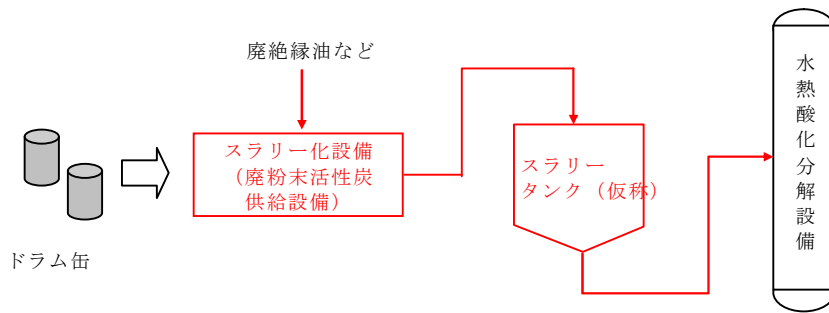 廃絶縁油など
スラリー化設備
（廃粉末活性炭
供給設備）
スラリー
タンク（仮称）
水熱酸化分解設備
ドラム缶